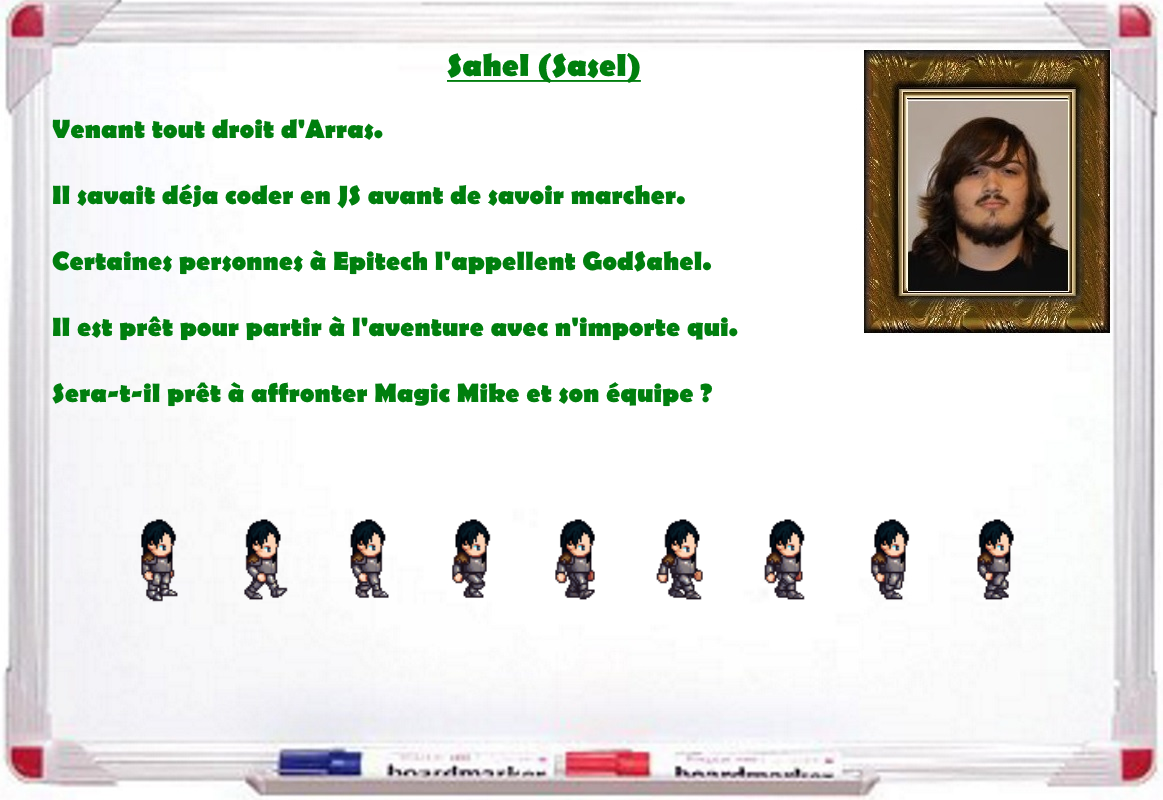 Sahel (Sasel)
Venant tout droit d'Arras.
Il savait déja coder en JS avant de savoir marcher.
Certaines personnes à Epitech l'appellent GodSahel.
Il est prêt pour partir à l'aventure avec n'importe qui.
Sera-t-il prêt à affronter Magic Mike et son équipe ?
boardmarker boardmarker